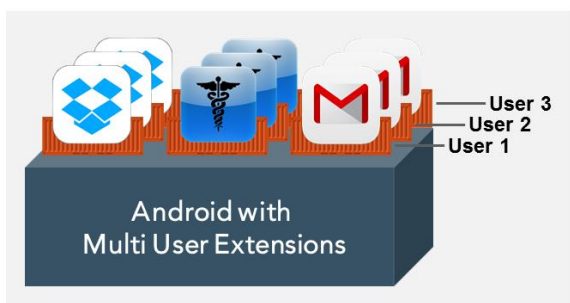 User 3
User 2
User 1
Android with
Multi User Extensions